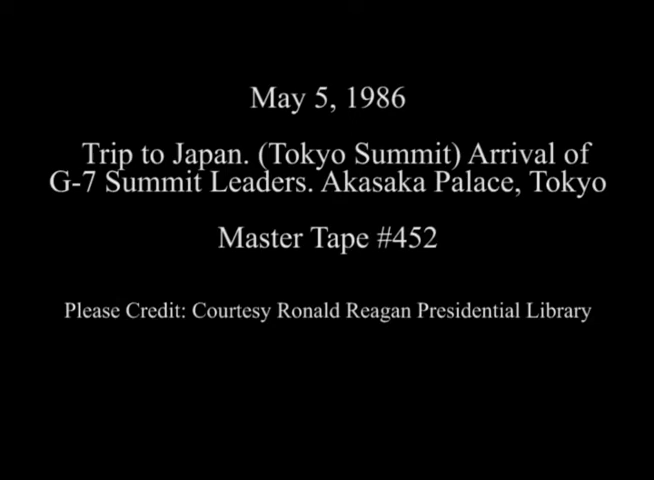 May 5, 1986
Trip to Japan. (Tokyo Summit) Arrival of
G-7 Summit Leaders. Akasaka Palace, Tokyo
Master Tape #452
Please Credit: Courtesy Ronald Reagan Presidential Library